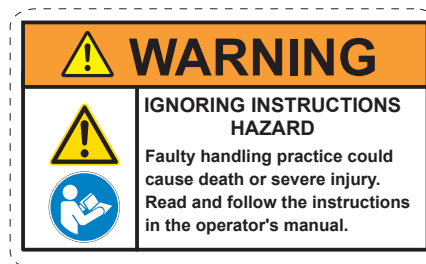 WARNING
IGNORING INSTRUCTIONS
HAZARD
Faulty handling practice could
cause death or severe injury.
Read and follow the instructions
in the operator's manual.